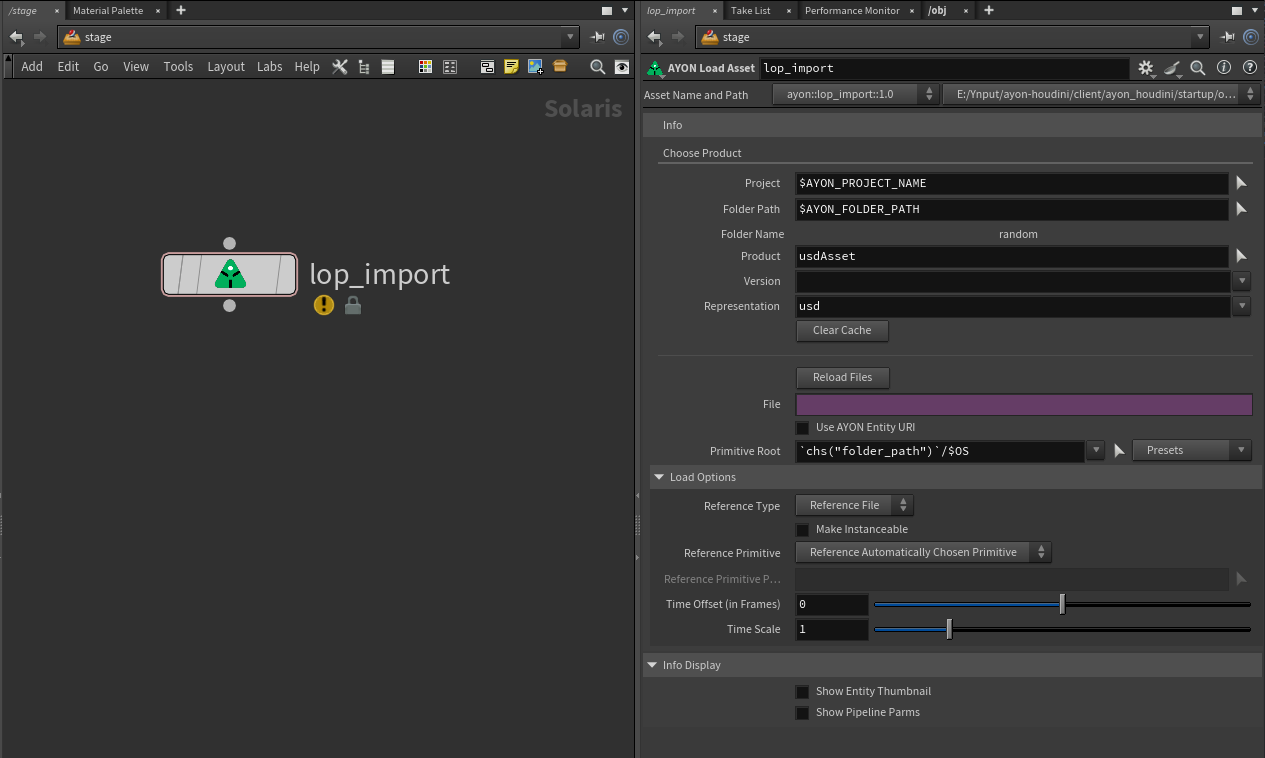 /stage
Material Palette
stage
Add Edit Go View Tools Layout Labs Help
Solaris
lop_import
lop_import
Take List
Performance Monitor
/obj
stage
AYON Load Asset lop_import
Asset Name and Path ayon::lop_import::1.0 E:/Ynput/ayon-houdini/client/ayon_houdini/startup/o...
Info
Choose Product
Project $AYON_PROJECT_NAME
Folder Path $AYON_FOLDER_PATH
Folder Name random
Product usdAsset
Version
Representation usd
Clear Cache
Reload Files
File
Use AYON Entity URI
Primitive Root `chs("folder_path")`/$OS Presets
Load Options
Reference Type Reference File
Make Instanceable
Reference Primitive Reference Automatically Chosen Primitive
Reference Primitive P...
Time Offset (in Frames) 0
Time Scale 1
Info Display
Show Entity Thumbnail
Show Pipeline Parms